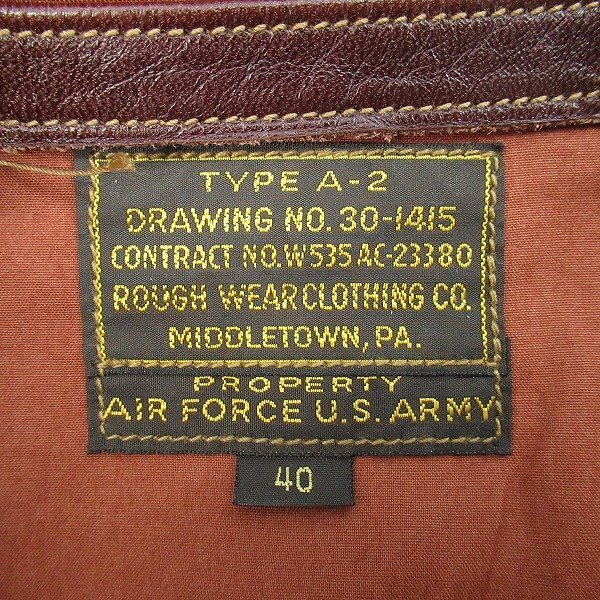 TYPE A-2
DRAWING NO. 30-1415
CONTRACT NO. W535 AC-23380
ROUGH WEAR CLOTHING CO.
MIDDLETOWN, PA.
PROPERTY
AIR FORCE U.S. ARMY
40